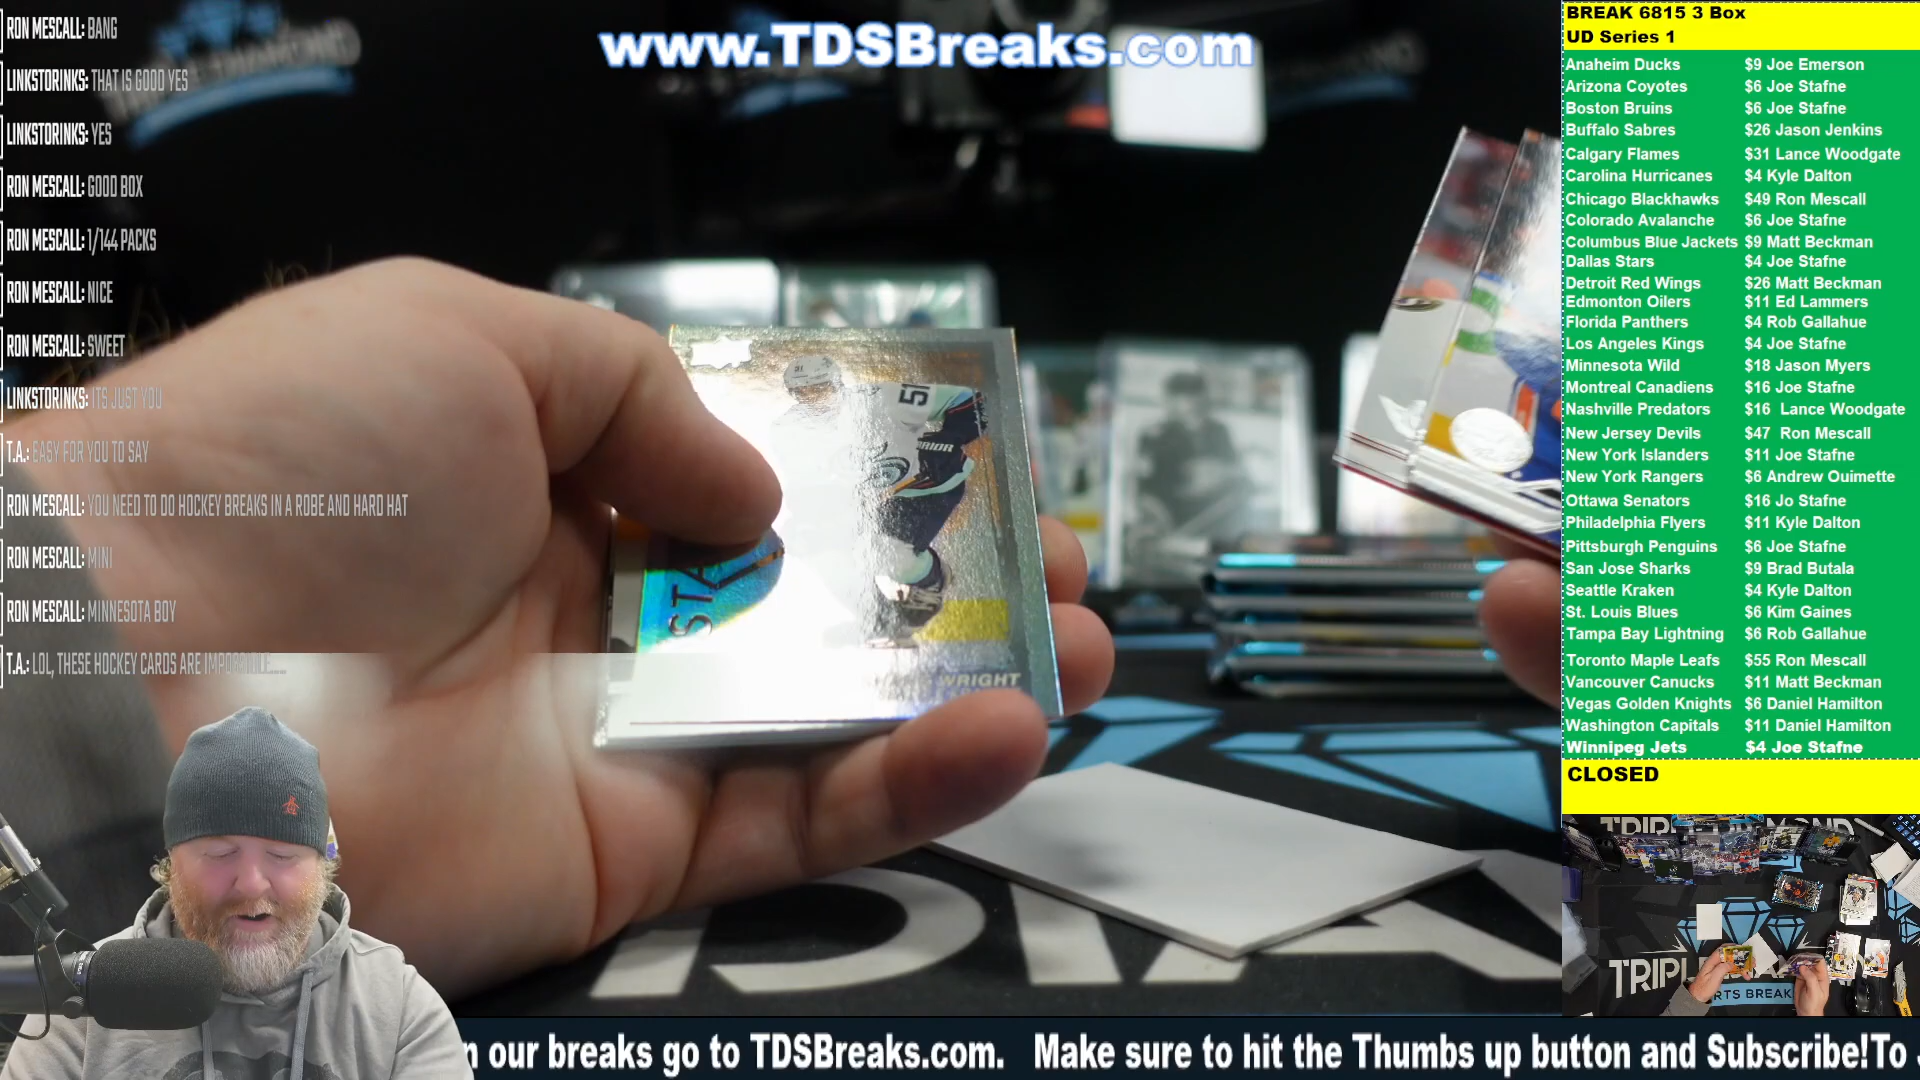 www.TDSBreaks.com
RON MESCALL: BANG
LINKSTORINKS: THAT IS GOOD YES
LINKSTORINKS: YES
RON MESCALL: GOOD BOX
RON MESCALL: 1/144 PACKS
RON MESCALL: NICE
RON MESCALL: SWEET
LINKSTORINKS: ITS JUST YOU
T.A.: EASY FOR YOU TO SAY
RON MESCALL: YOU NEED TO DO HOCKEY BREAKS IN A ROBE AND HARD HAT
RON MESCALL: MINI
RON MESCALL: MINNESOTA BOY
T.A.: LOL, THESE HOCKEY CARDS ARE IMPOSSIBLE....
51
WARRIOR
STA
WRIGHT
BREAK 6815 3 Box
UD Series 1
Anaheim Ducks $9 Joe Emerson
Arizona Coyotes $6 Joe Stafne
Boston Bruins $6 Joe Stafne
Buffalo Sabres $26 Jason Jenkins
Calgary Flames $31 Lance Woodgate
Carolina Hurricanes $4 Kyle Dalton
Chicago Blackhawks $49 Ron Mescall
Colorado Avalanche $6 Joe Stafne
Columbus Blue Jackets $9 Matt Beckman
Dallas Stars $4 Joe Stafne
Detroit Red Wings $26 Matt Beckman
Edmonton Oilers $11 Ed Lammers
Florida Panthers $4 Rob Gallahue
Los Angeles Kings $4 Joe Stafne
Minnesota Wild $18 Jason Myers
Montreal Canadiens $16 Joe Stafne
Nashville Predators $16 Lance Woodgate
New Jersey Devils $47 Ron Mescall
New York Islanders $11 Joe Stafne
New York Rangers $6 Andrew Ouimette
Ottawa Senators $16 Jo Stafne
Philadelphia Flyers $11 Kyle Dalton
Pittsburgh Penguins $6 Joe Stafne
San Jose Sharks $9 Brad Butala
Seattle Kraken $4 Kyle Dalton
St. Louis Blues $6 Kim Gaines
Tampa Bay Lightning $6 Rob Gallahue
Toronto Maple Leafs $55 Ron Mescall
Vancouver Canucks $11 Matt Beckman
Vegas Golden Knights $6 Daniel Hamilton
Washington Capitals $11 Daniel Hamilton
Winnipeg Jets $4 Joe Stafne
CLOSED
TRIPLE
RTS BREAK
n our breaks go to TDSBreaks.com. Make sure to hit the Thumbs up button and Subscribe!To